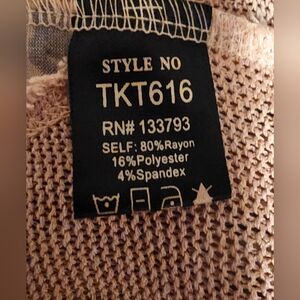 STYLE NO
TKT616
RN# 133793
SELF: 80%Rayon
16%Polyester
4%Spandex